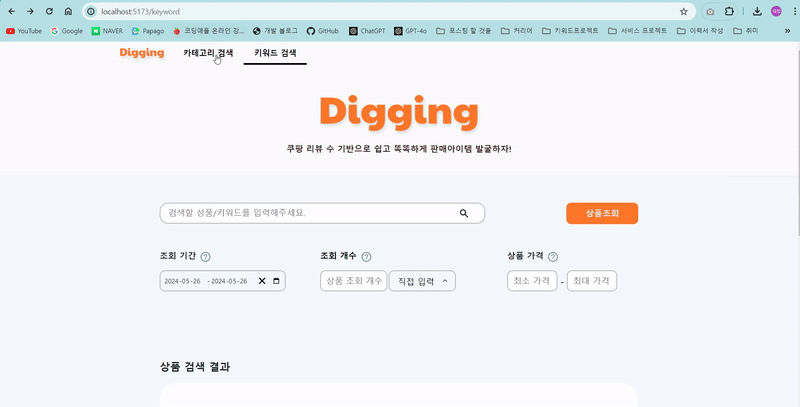 localhost:5173/keyword
YouTube Google NAVER Papago 코딩애플 온라인 강... 개발 블로그 GitHub ChatGPT GPT-4o 포스팅 할 것들 커리어 키워드프로젝트 서비스 프로젝트 이력서 작성 취미
Digging 카테고리 검색 키워드 검색
Digging
쿠팡 리뷰 수 기반으로 쉽고 똑똑하게 판매아이템 발굴하자!
검색할 상품/키워드를 입력해주세요. 상품조회
조회 기간 ? 조회 개수 ? 상품 가격 ?
2024-05-26 - 2024-05-26 상품 조회 개수 직접 입력 최소 가격 - 최대 가격
상품 검색 결과